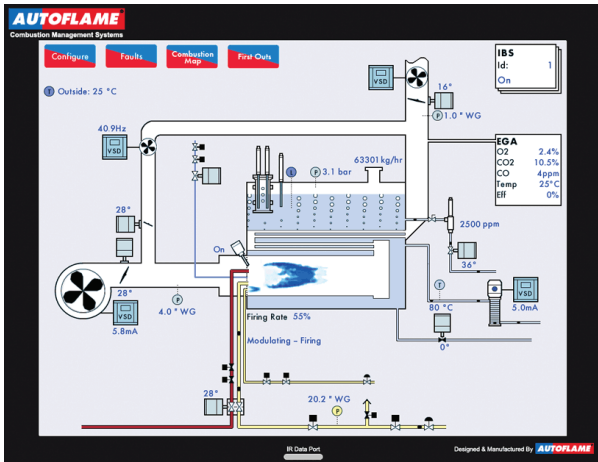 AUTOFLAME®
Combustion Management Systems
Configure
Faults
Combustion
Map
First Outs
IBS
Id: 1
On
T Outside: 25 °C
VSD
16°
P 1.0 " WG
40.9Hz
VSD
EGA
O2 2.4%
CO2 10.5%
CO 4ppm
Temp 25°C
Eff 0%
63301kg/hr
L
P 3.1 bar
28°
On
2500 ppm
36°
T
80 °C
VSD
5.0mA
28°
P
4.0 " WG
VSD
5.8mA
Firing Rate 55%
Modulating - Firing
0°
28°
20.2 " WG
P
IR Data Port
Designed & Manufactured By AUTOFLAME®